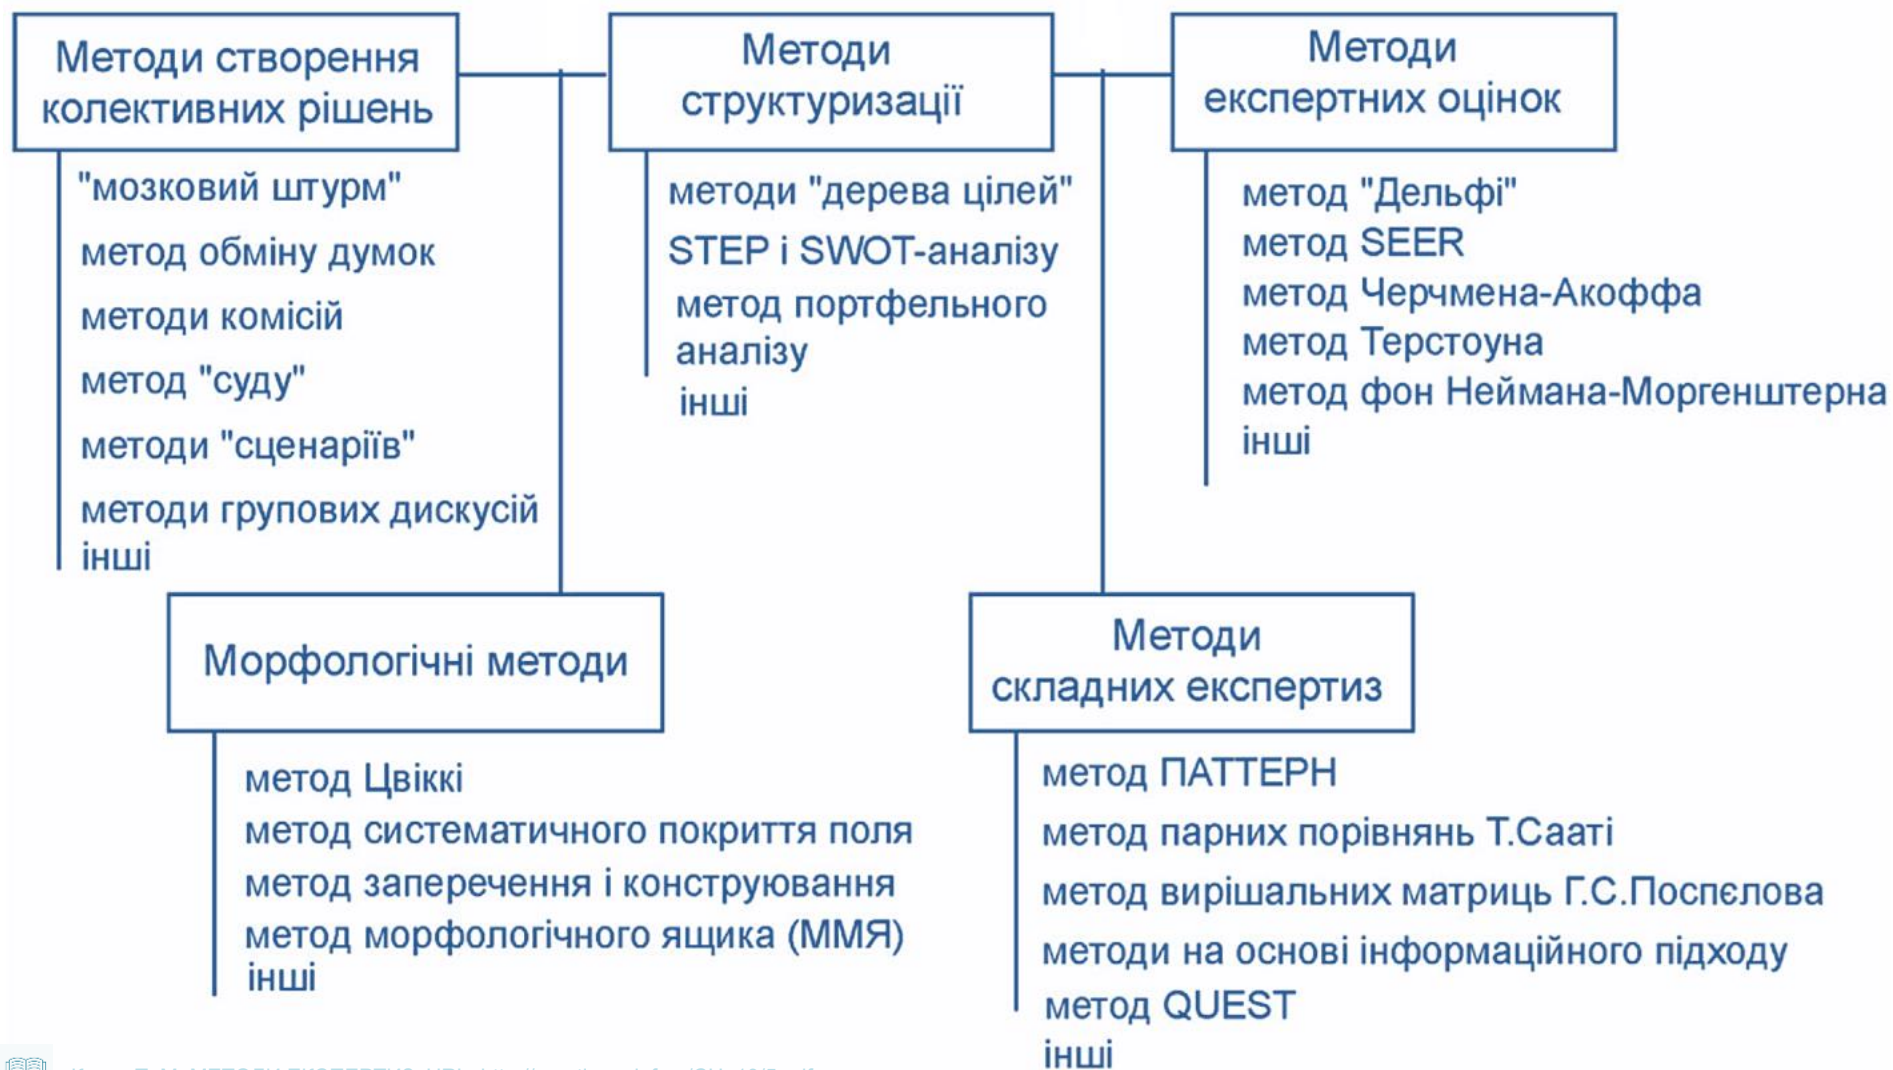 Методи створення
колективних рішень
"мозковий штурм"
метод обміну думок
методи комісій
метод "суду"
методи "сценаріїв"
методи групових дискусій
інші
Методи
структуризації
методи "дерева цілей"
STEP і SWOT-аналізу
метод портфельного
аналізу
інші
Методи
експертних оцінок
метод "Дельфі"
метод SEER
метод Черчмена-Акоффа
метод Терстоуна
метод фон Неймана-Моргенштерна
інші
Морфологічні методи
метод Цвіккі
метод систематичного покриття поля
метод заперечення і конструювання
метод морфологічного ящика (ММЯ)
інші
Методи
складних експертиз
метод ПАТТЕРН
метод парних порівнянь Т.Сааті
метод вирішальних матриць Г.С.Поспєлова
методи на основі інформаційного підходу
метод QUEST
інші